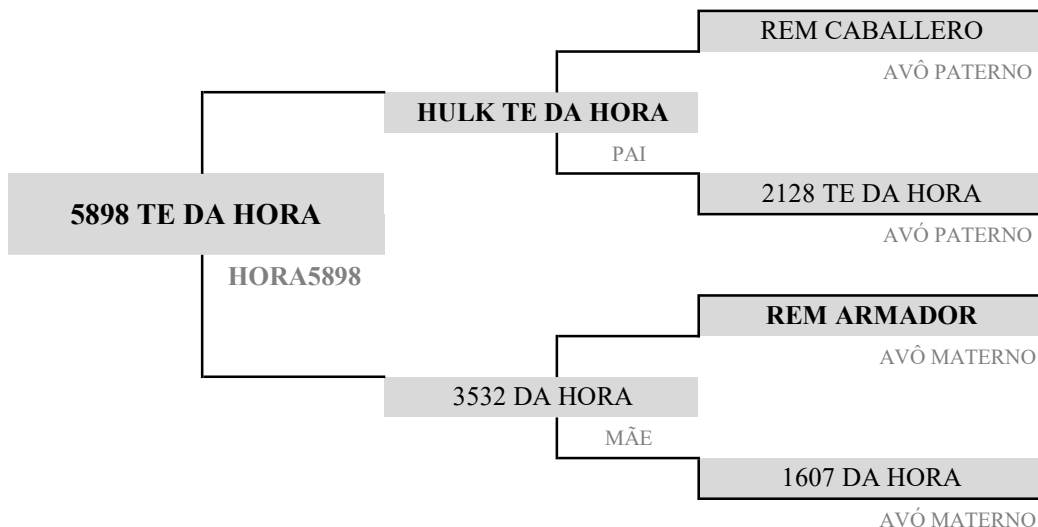 REM CABALLERO
AVÔ PATERNO
HULK TE DA HORA
PAI
2128 TE DA HORA
AVÓ PATERNO
5898 TE DA HORA
HORA5898
REM ARMADOR
AVÔ MATERNO
3532 DA HORA
MÃE
1607 DA HORA
AVÓ MATERNO